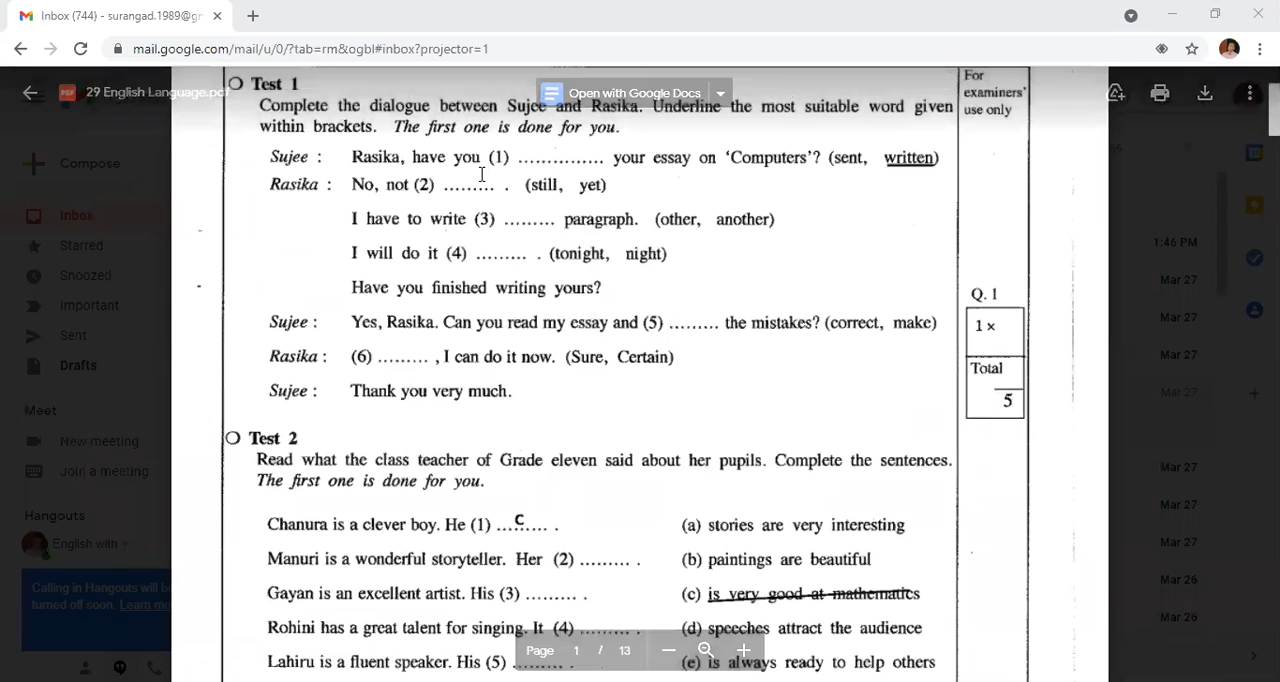 Inbox (744) - surangad.1989@gr
mail.google.com/mail/u/0/?tab=rm&ogbl#inbox?projector=1
29 English Language.pdf
Open with Google Docs
Test 1
Complete the dialogue between Sujee and Rasika. Underline the most suitable word given
within brackets. The first one is done for you.
Sujee : Rasika, have you (1) ............... your essay on 'Computers'? (sent, written)
Rasika : No, not (2) ......... . (still, yet)
I have to write (3) ......... paragraph. (other, another)
I will do it (4) ......... . (tonight, night)
Have you finished writing yours?
Sujee : Yes, Rasika. Can you read my essay and (5) ......... the mistakes? (correct, make)
Rasika : (6) ......... , I can do it now. (Sure, Certain)
Sujee : Thank you very much.
For
examiners'
use only
Q. 1
1 ×
Total
5
Test 2
Read what the class teacher of Grade eleven said about her pupils. Complete the sentences.
The first one is done for you.
Chanura is a clever boy. He (1) ...C.... . (a) stories are very interesting
Manuri is a wonderful storyteller. Her (2) ......... . (b) paintings are beautiful
Gayan is an excellent artist. His (3) ......... . (c) is very good at mathematics
Rohini has a great talent for singing. It (4) ......... . (d) speeches attract the audience
Lahiru is a fluent speaker. His (5) ......... . (e) is always ready to help others
Page 1 / 13
Compose
Inbox
Starred
Snoozed
Important
Sent
Drafts
Meet
New meeting
Join a meeting
Hangouts
English with
Calling in Hangouts will b
turned off soon. Learn mo
1:46 PM
Mar 27
Mar 27
Mar 27
Mar 27
Mar 27
Mar 27
Mar 27
Mar 26
Mar 26